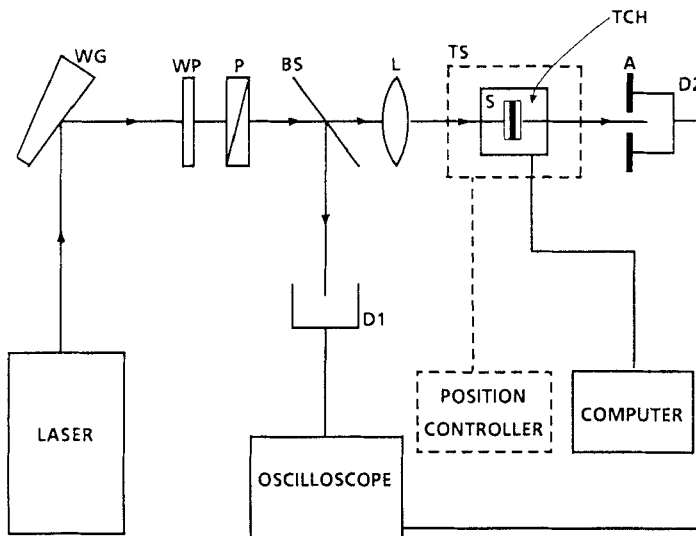 TCH
WG
WP
P
BS
L
TS
A
D2
S
D1
POSITION
CONTROLLER
COMPUTER
LASER
OSCILLOSCOPE